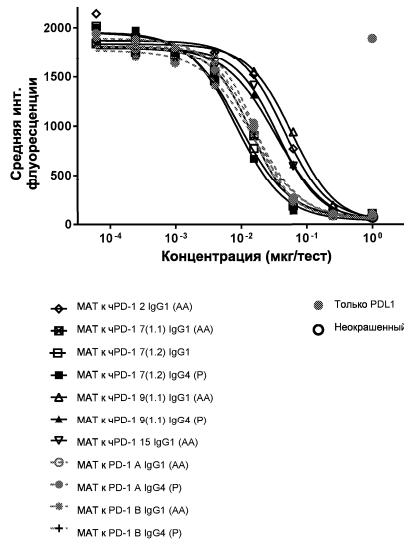 Средняя инт.
флуоресценции
2000
1500
1000
500
0
10⁻⁴
10⁻³
10⁻²
10⁻¹
10⁰
Концентрация (мкг/тест)
МАТ к чPD-1 2 IgG1 (AA)
МАТ к чPD-1 7(1.1) IgG1 (AA)
МАТ к чPD-1 7(1.2) IgG1
МАТ к чPD-1 7(1.2) IgG4 (P)
МАТ к чPD-1 9(1.1) IgG1 (AA)
МАТ к чPD-1 9(1.1) IgG4 (P)
МАТ к чPD-1 15 IgG1 (AA)
МАТ к PD-1 A IgG1 (AA)
МАТ к PD-1 A IgG4 (P)
МАТ к PD-1 B IgG1 (AA)
МАТ к PD-1 B IgG4 (P)
Только PDL1
Неокрашенный